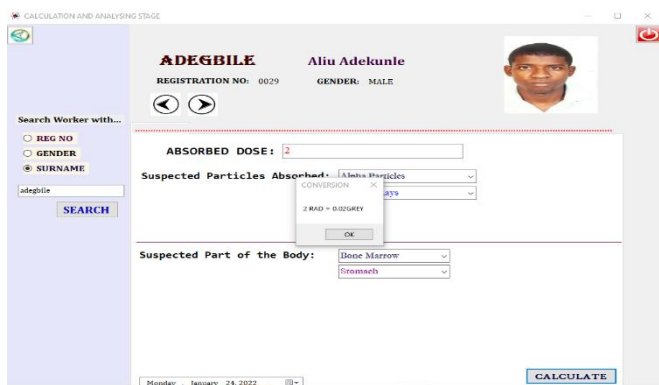 CALCULATION AND ANALYSING STAGE
ADEGBILE Aliu Adekunle
REGISTRATION NO: 0029 GENDER: MALE
Search Worker with...
REG NO
GENDER
SURNAME
adegbile
SEARCH
ABSORBED DOSE: 2
Suspected Particles Absorbed: Alpha Particles
ays
CONVERSION
2 RAD = 0.02GREY
OK
Suspected Part of the Body: Bone Marrow
Stomach
Monday , January 24, 2022
CALCULATE